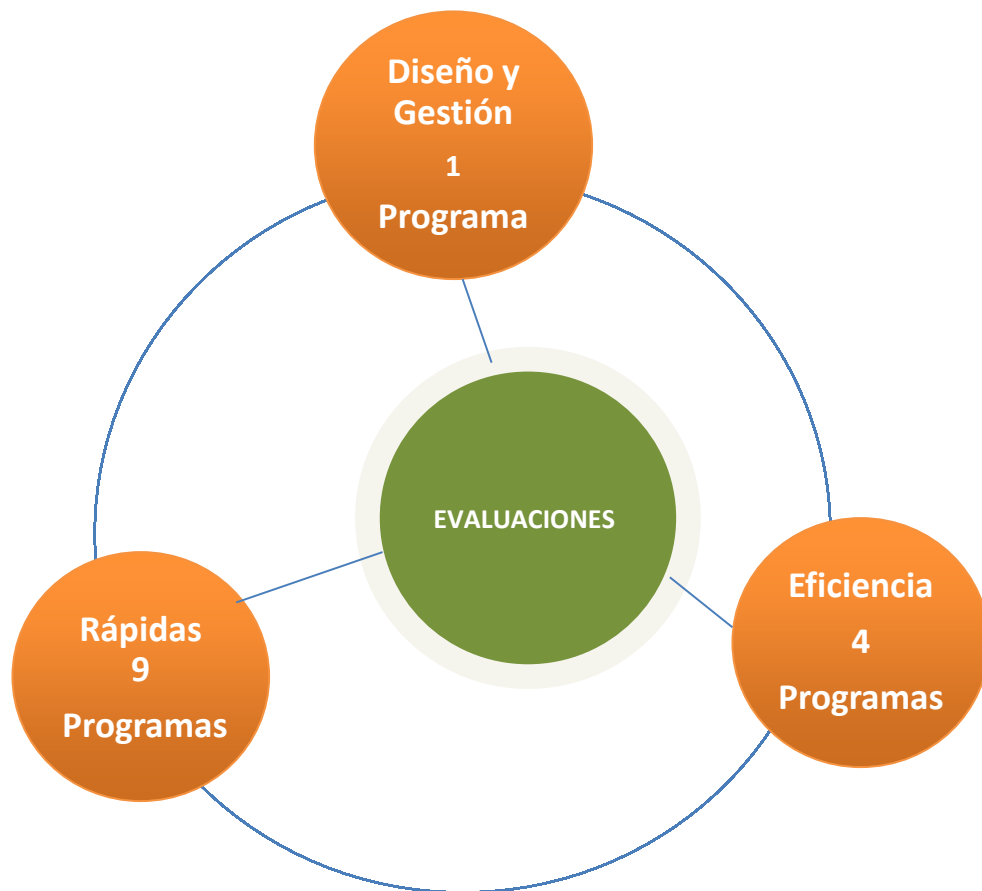 Diseño y
Gestión
1
Programa
EVALUACIONES
Eficiencia
4
Programas
Rápidas
9
Programas